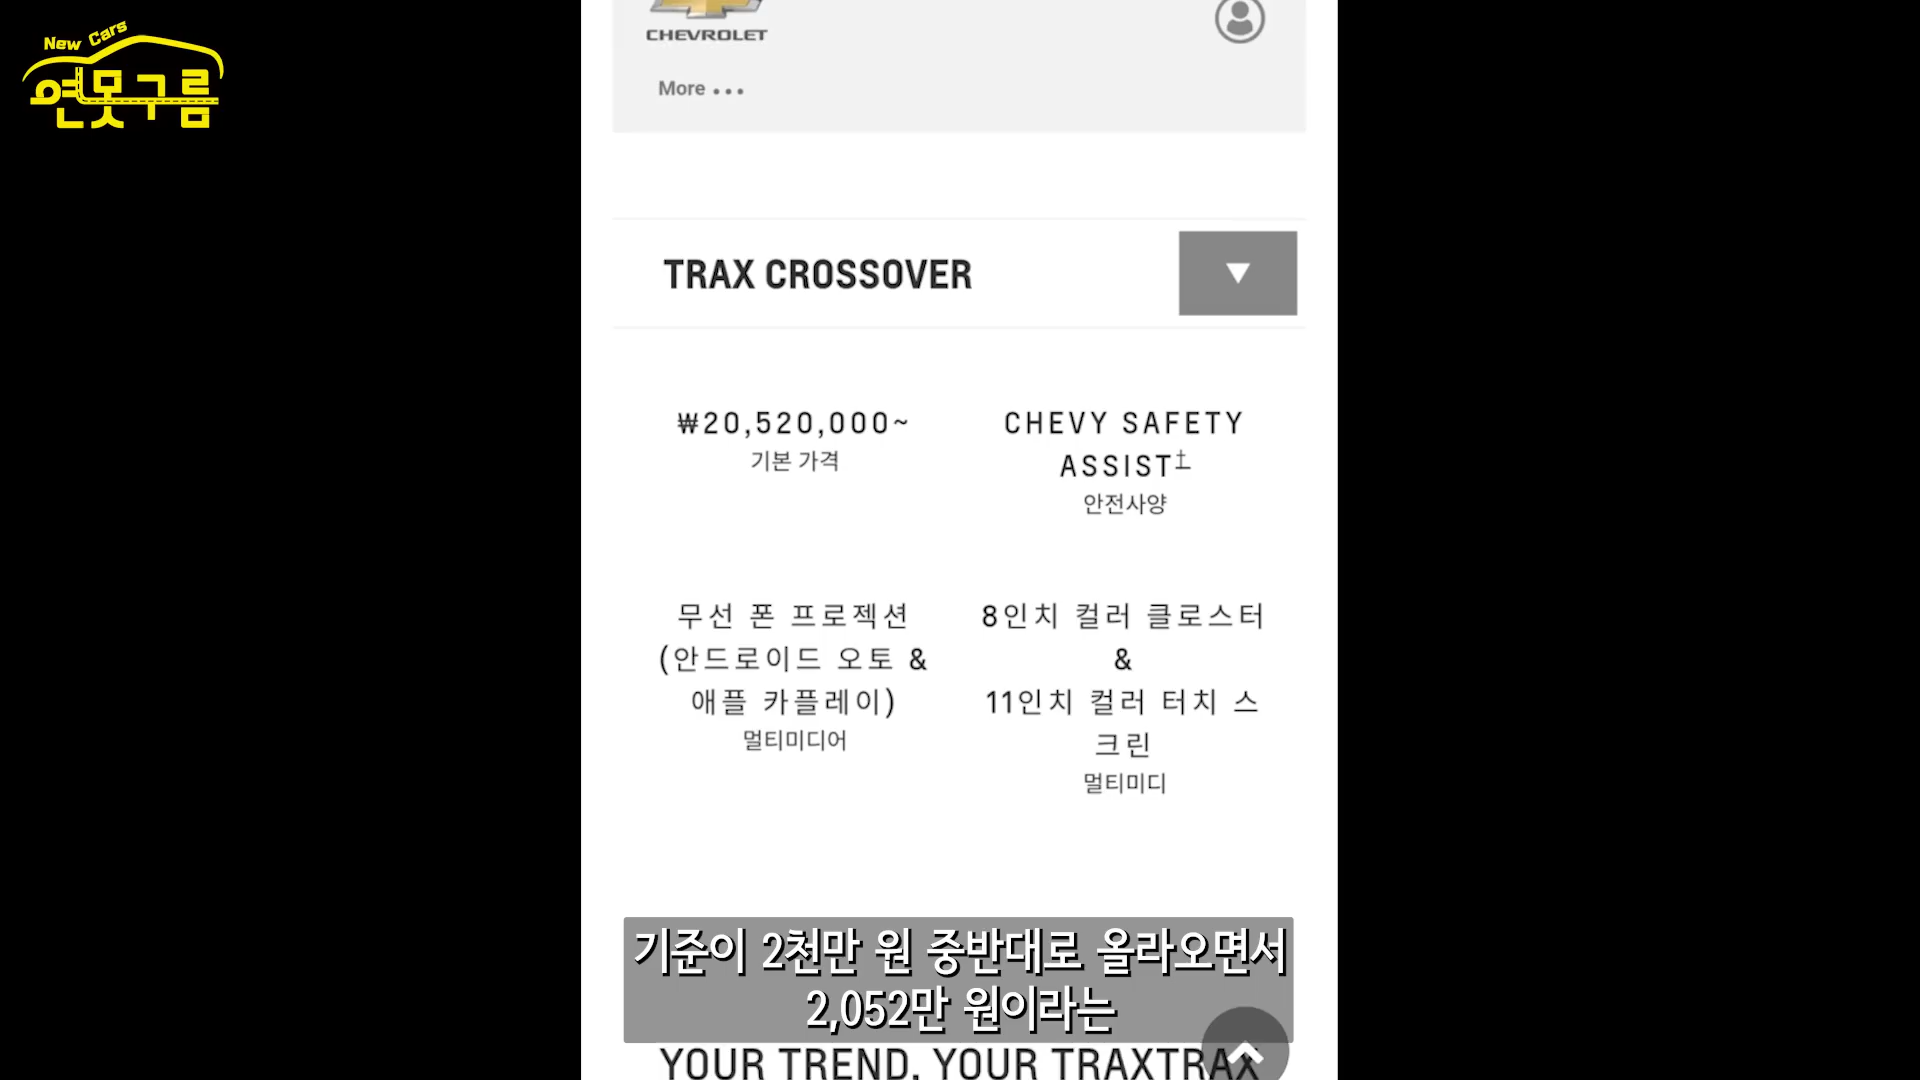 New Cars
연못구름
CHEVROLET
More •••
TRAX CROSSOVER
₩20,520,000~
기본 가격
CHEVY SAFETY
ASSIST†
안전사양
무선 폰 프로젝션
(안드로이드 오토 &
애플 카플레이)
멀티미디어
8인치 컬러 클로스터
&
11인치 컬러 터치 스
크린
멀티미디
기준이 2천만 원 중반대로 올라오면서
2,052만 원이라는
YOUR TREND, YOUR TRAXTRAX